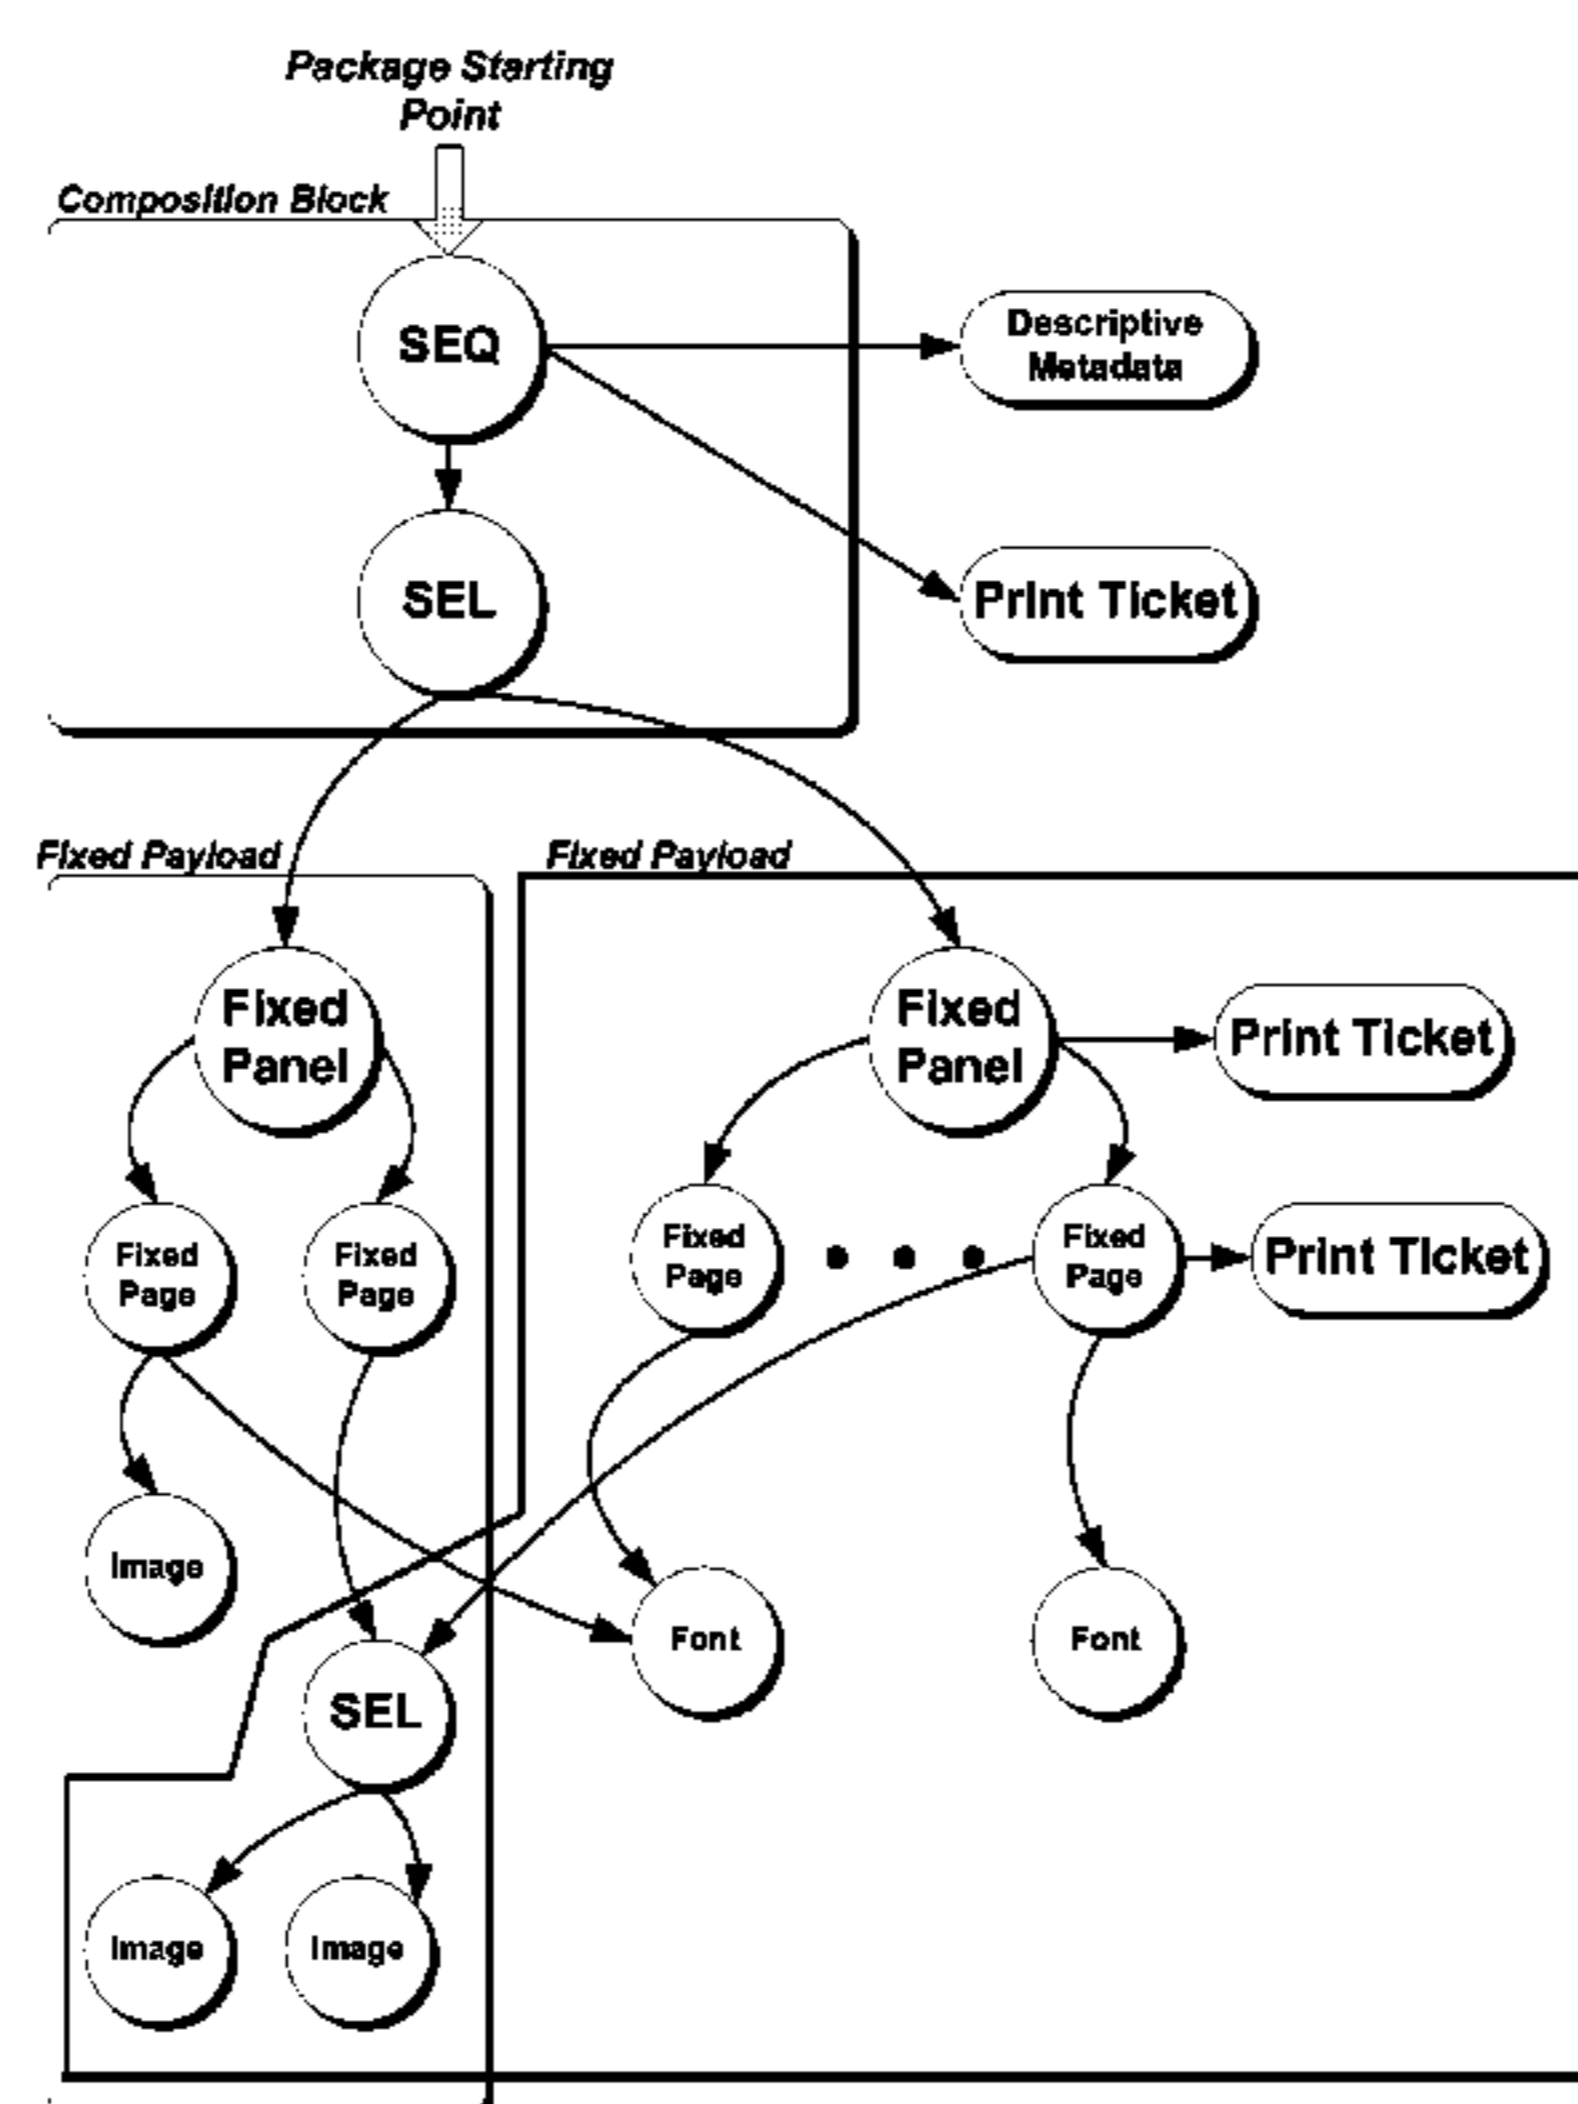 Package Starting
Point
Composition Block
SEQ
Descriptive
Metadata
SEL
Print Ticket
Fixed Payload
Fixed Payload
Fixed
Panel
Fixed
Panel
Print Ticket
Fixed
Page
Fixed
Page
Fixed
Page
Fixed
Page
Print Ticket
Image
Font
Font
SEL
Image
Image